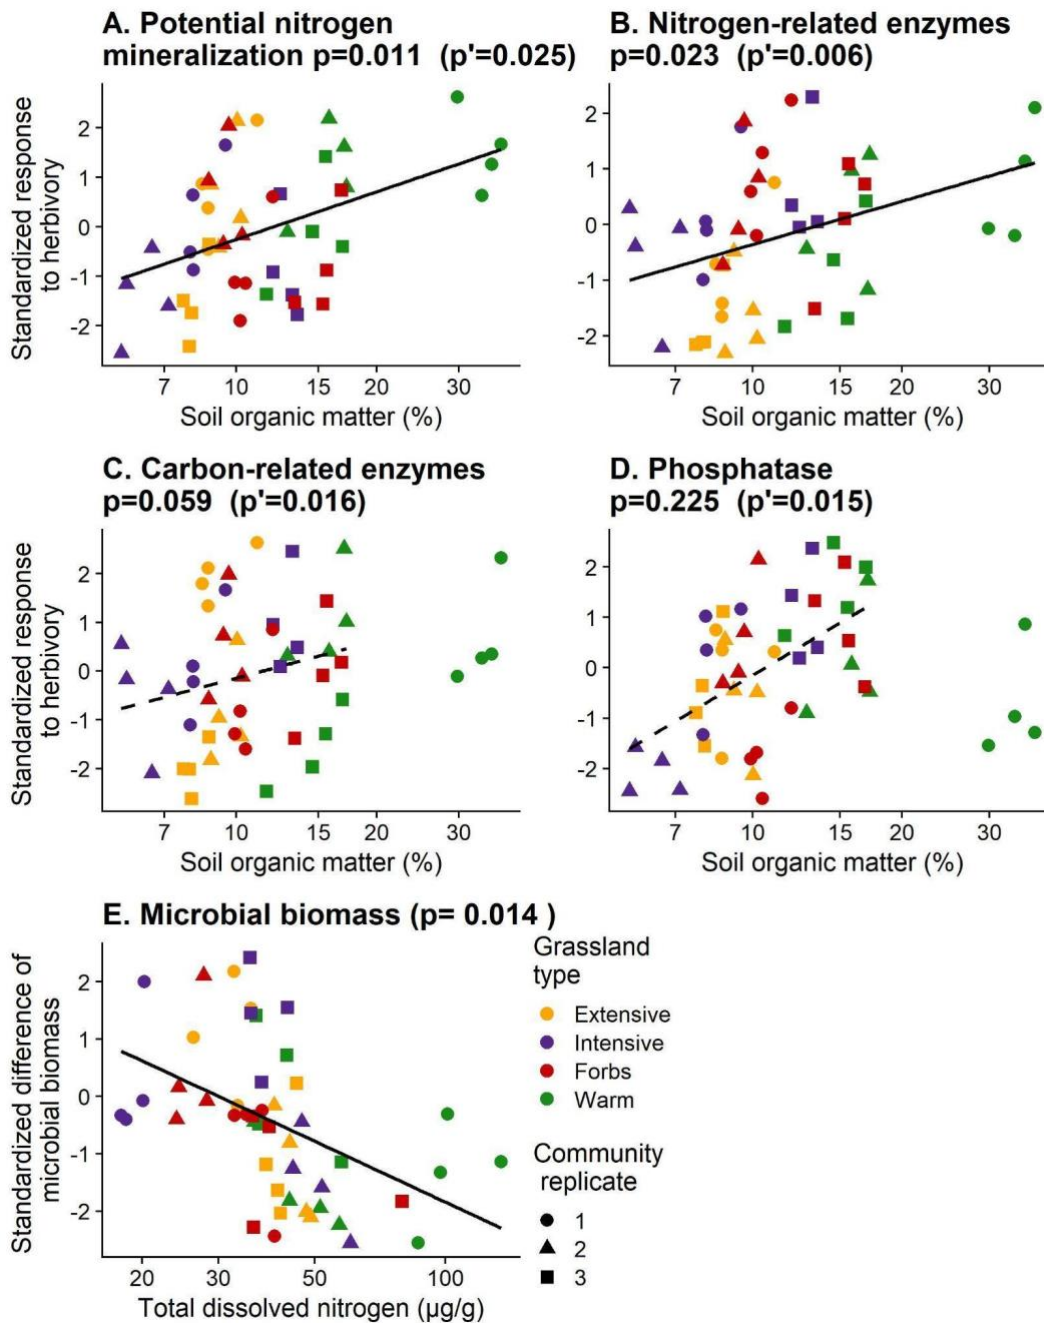 A. Potential nitrogen
mineralization p=0.011 (p'=0.025)
Standardized response
to herbivory
2
1
0
-1
-2
7 10 15 20 30
Soil organic matter (%)
B. Nitrogen-related enzymes
p=0.023 (p'=0.006)
2
1
0
-1
-2
7 10 15 20 30
Soil organic matter (%)
C. Carbon-related enzymes
p=0.059 (p'=0.016)
Standardized response
to herbivory
2
1
0
-1
-2
7 10 15 20 30
Soil organic matter (%)
D. Phosphatase
p=0.225 (p'=0.015)
2
1
0
-1
-2
7 10 15 20 30
Soil organic matter (%)
E. Microbial biomass (p= 0.014 )
Standardized difference of
microbial biomass
2
1
0
-1
-2
20 30 50 100
Total dissolved nitrogen (μg/g)
Grassland
type
Extensive
Intensive
Forbs
Warm
Community
replicate
1
2
3